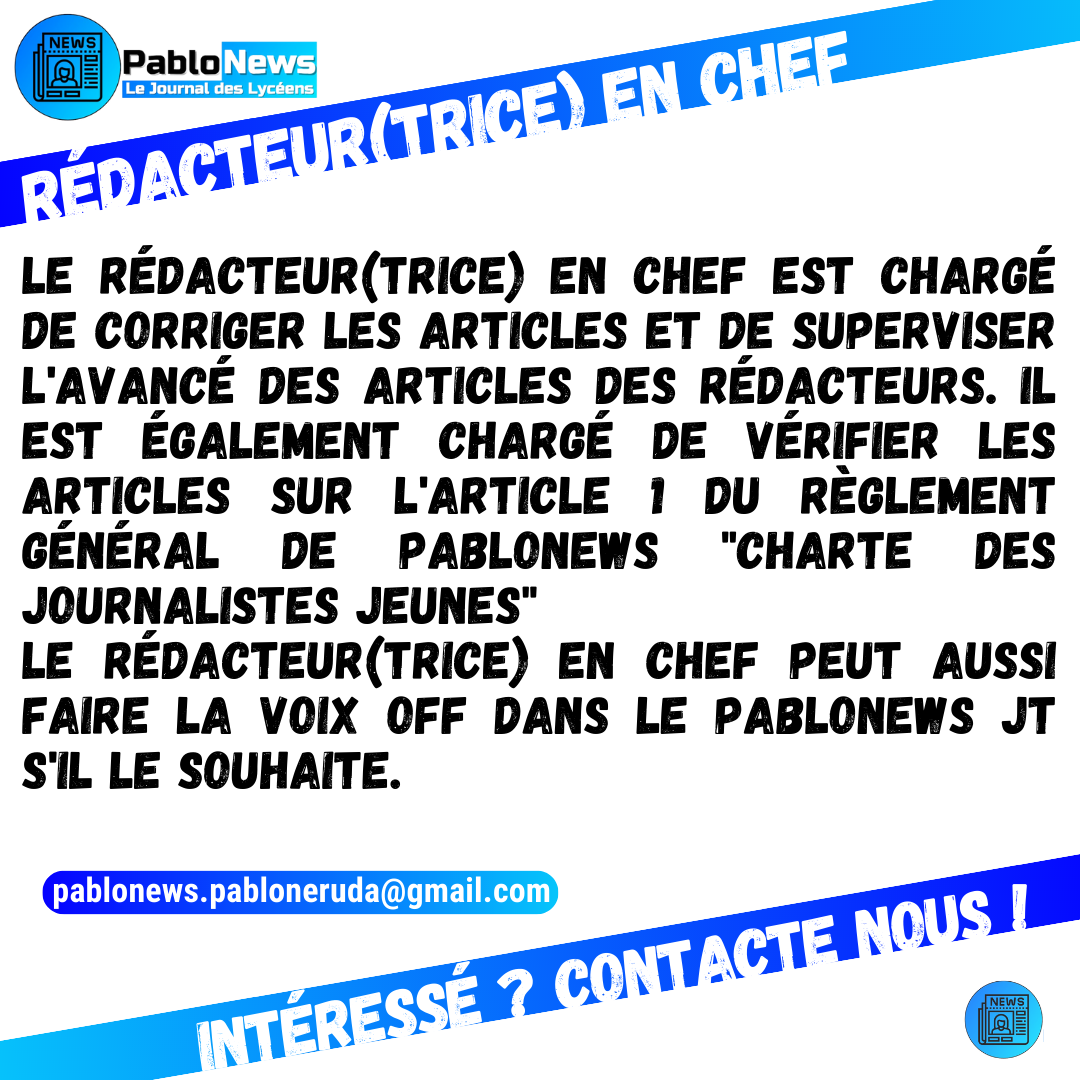 NEWS
PabloNews
Le Journal des Lycéens
RÉDACTEUR(TRICE) EN CHEF
LE RÉDACTEUR(TRICE) EN CHEF EST CHARGÉ
DE CORRIGER LES ARTICLES ET DE SUPERVISER
L'AVANCÉ DES ARTICLES DES RÉDACTEURS. IL
EST ÉGALEMENT CHARGÉ DE VÉRIFIER LES
ARTICLES SUR L'ARTICLE 1 DU RÈGLEMENT
GÉNÉRAL DE PABLONEWS "CHARTE DES
JOURNALISTES JEUNES"
LE RÉDACTEUR(TRICE) EN CHEF PEUT AUSSI
FAIRE LA VOIX OFF DANS LE PABLONEWS JT
S'IL LE SOUHAITE.
pablonews.pabloneruda@gmail.com
INTÉRESSÉ ? CONTACTE NOUS !
NEWS